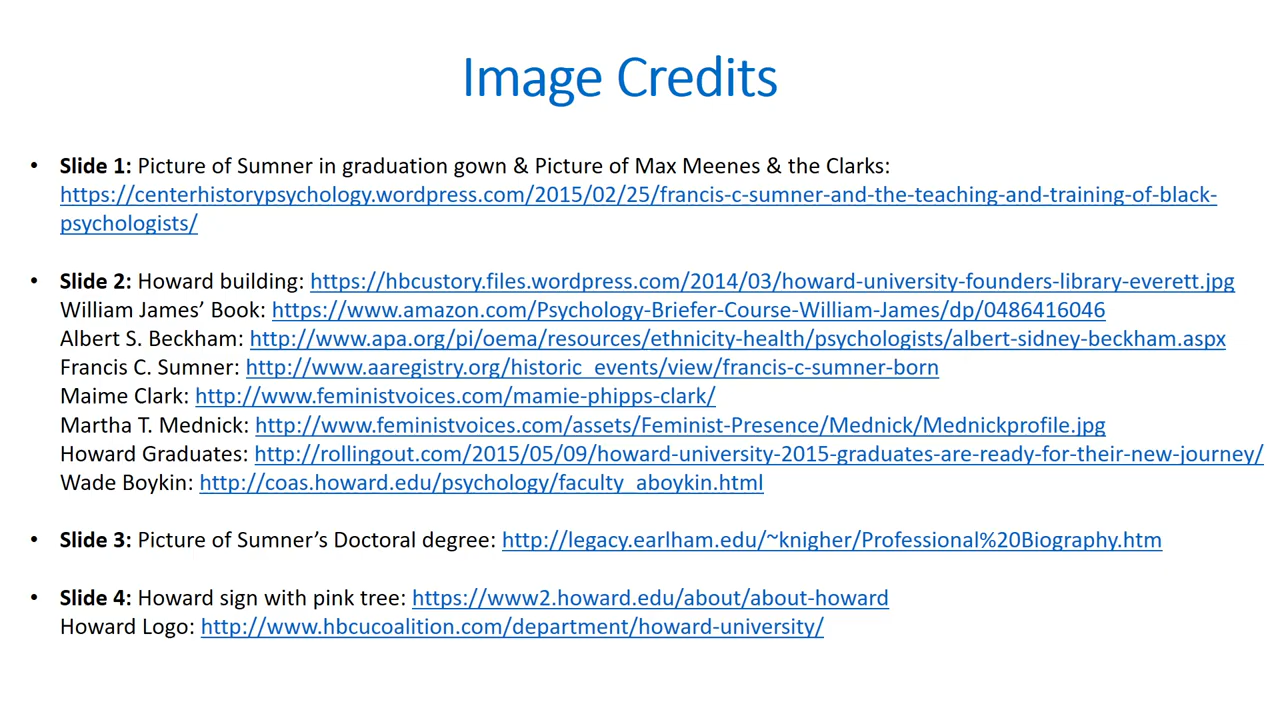 Image Credits
• Slide 1: Picture of Sumner in graduation gown & Picture of Max Meenes & the Clarks:
https://centerhistorypsychology.wordpress.com/2015/02/25/francis-c-sumner-and-the-teaching-and-training-of-black-
psychologists/
• Slide 2: Howard building: https://hbcustory.files.wordpress.com/2014/03/howard-university-founders-library-everett.jpg
William James’ Book: https://www.amazon.com/Psychology-Briefer-Course-William-James/dp/0486416046
Albert S. Beckham: http://www.apa.org/pi/oema/resources/ethnicity-health/psychologists/albert-sidney-beckham.aspx
Francis C. Sumner: http://www.aaregistry.org/historic_events/view/francis-c-sumner-born
Maime Clark: http://www.feministvoices.com/mamie-phipps-clark/
Martha T. Mednick: http://www.feministvoices.com/assets/Feminist-Presence/Mednick/Mednickprofile.jpg
Howard Graduates: http://rollingout.com/2015/05/09/howard-university-2015-graduates-are-ready-for-their-new-journey/
Wade Boykin: http://coas.howard.edu/psychology/faculty_aboykin.html
• Slide 3: Picture of Sumner’s Doctoral degree: http://legacy.earlham.edu/~knigher/Professional%20Biography.htm
• Slide 4: Howard sign with pink tree: https://www2.howard.edu/about/about-howard
Howard Logo: http://www.hbcucoalition.com/department/howard-university/